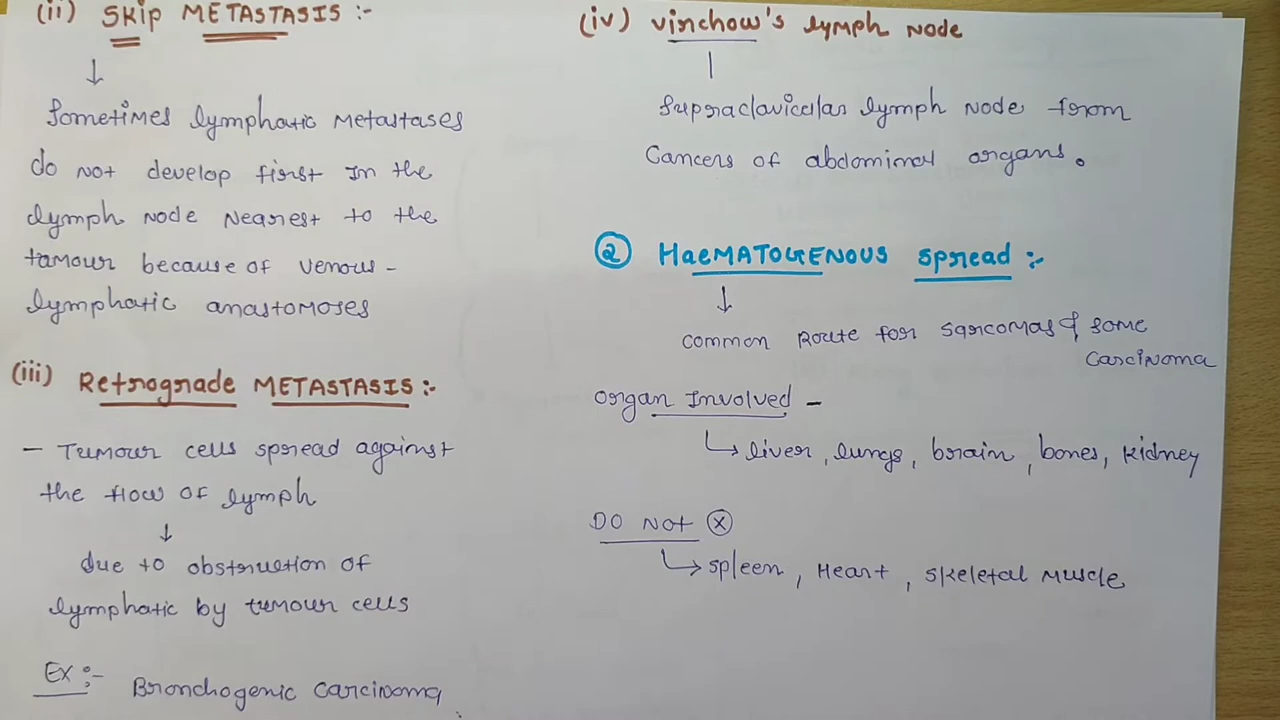 (ii) SKip METASTASIS :-
↓
Sometimes lymphatic Metastases
do not develop first in the
lymph node nearest to the
tamour because of venous-
lymphatic anastomoses
(iii) Retrograde METASTASIS :-
- Tumour cells spread against
the flow of lymph
↓
due to obstruction of
lymphatic by tumour cells
Ex :- Bronchogenic carcinoma
(iv) Virchow's lymph node
Supraclavicular lymph node from
Cancers of abdominal organs.
② HaeMATOGENOUS spread :-
↓
common Route for sarcomas & some
carcinoma
organ Involved -
↳ liver, lungs, brain, bones, kidney
DO Not ⓧ
↳ spleen, Heart, skeletal muscle